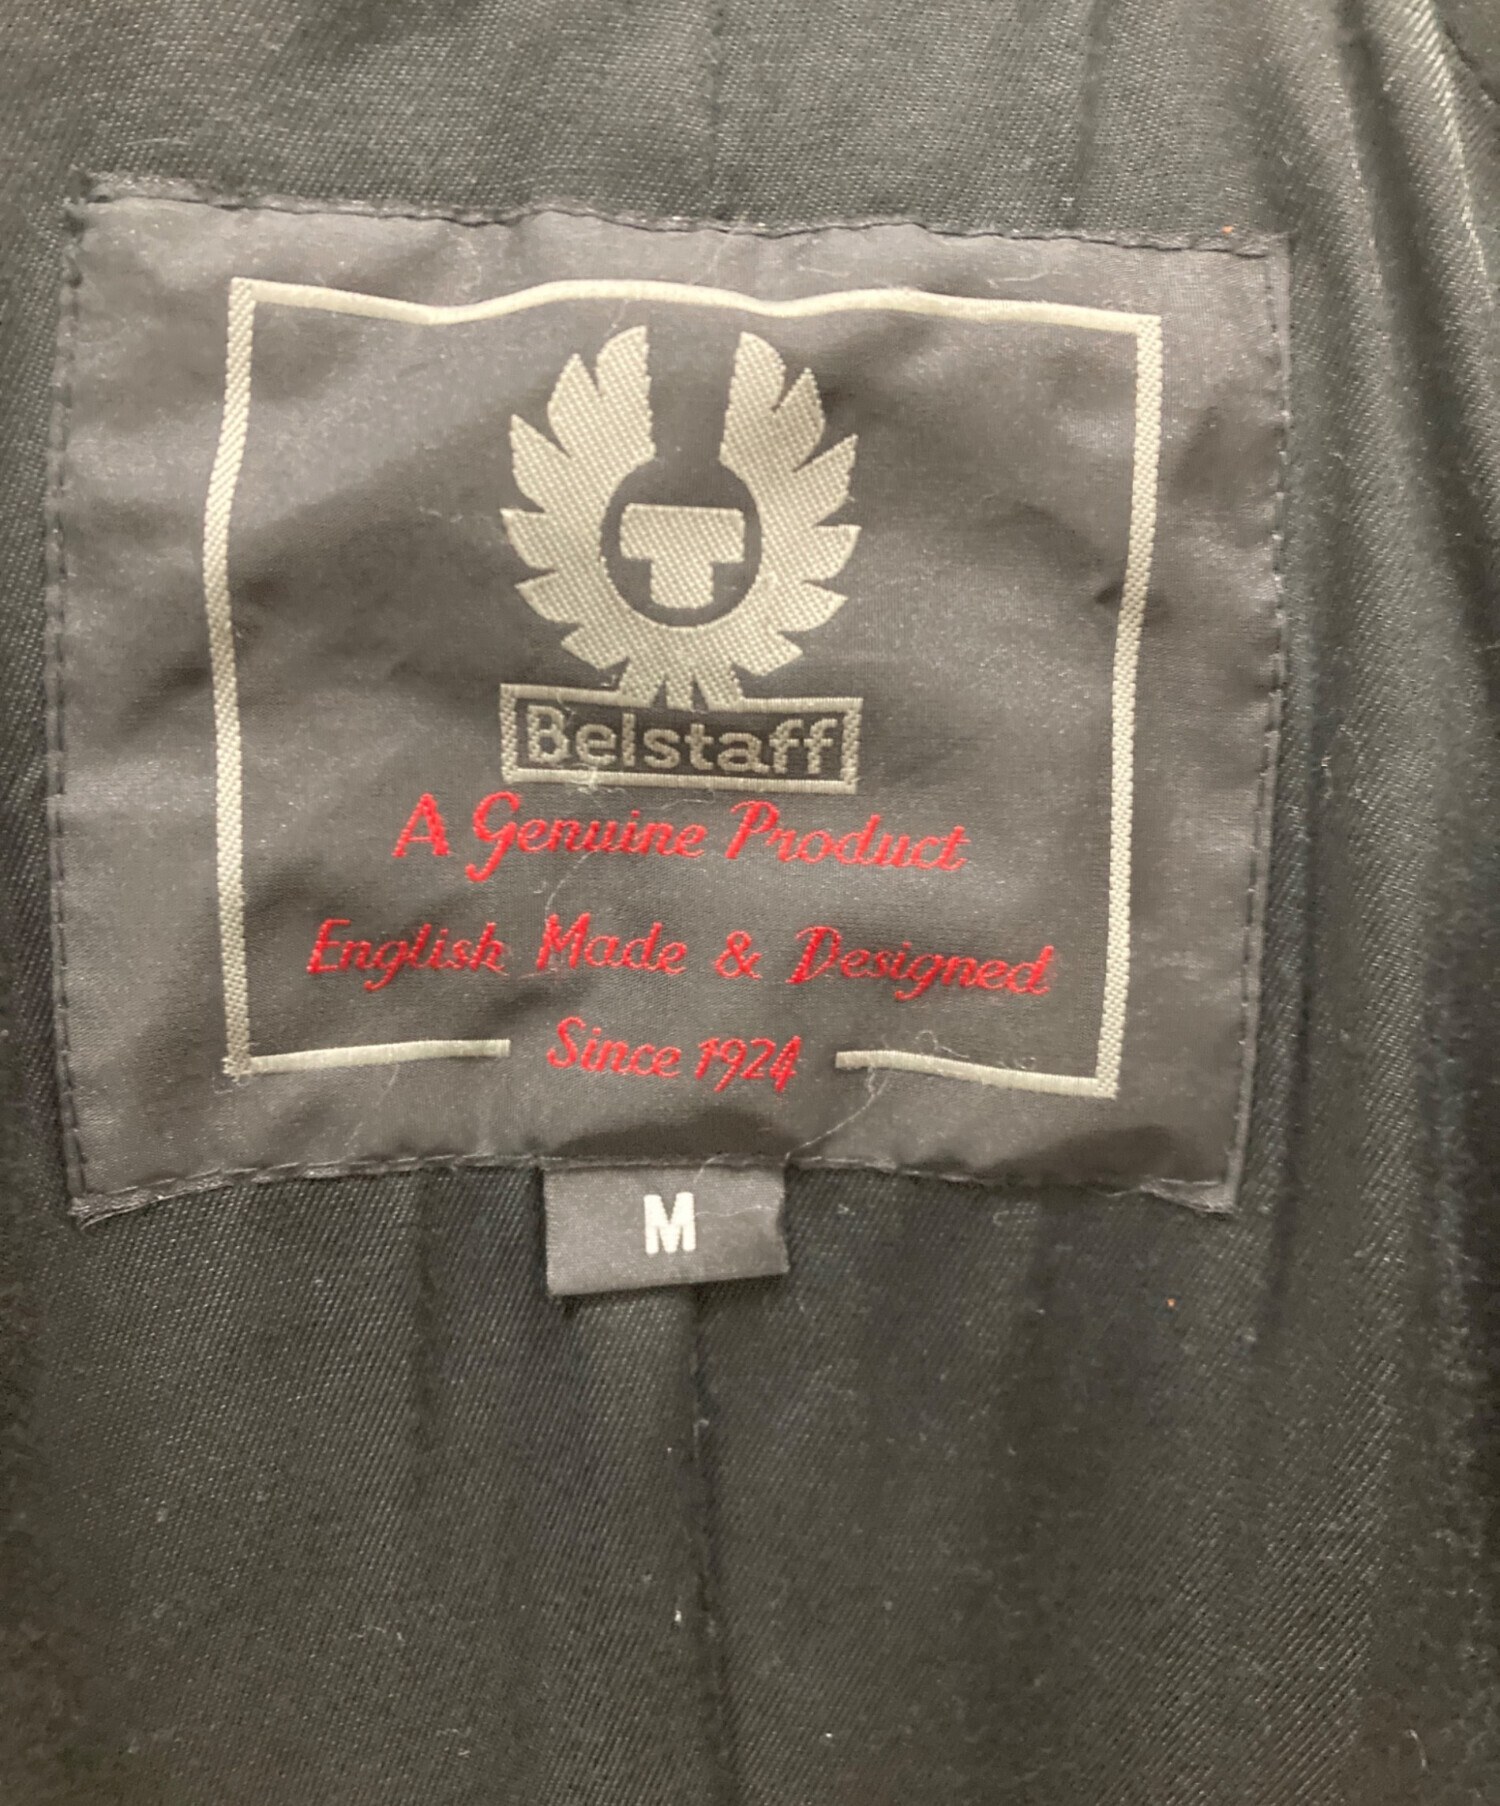 Belstaff
A Genuine Product
English Made & Designed
Since 1924
M